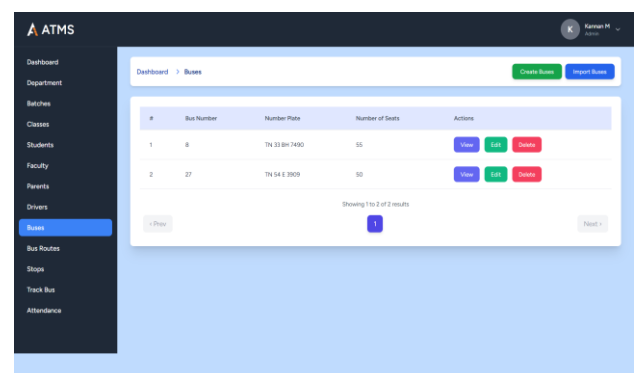 ATMS
K
Kannan M
Admin
Dashboard
Department
Batches
Classes
Students
Faculty
Parents
Drivers
Buses
Bus Routes
Stops
Track Bus
Attendance
Dashboard > Buses
Create Buses
Import Buses
# Bus Number Number Plate Number of Seats Actions
1 8 TN 33 BH 7490 55 View Edit Delete
2 27 TN 54 E 3909 50 View Edit Delete
Showing 1 to 2 of 2 results
‹ Prev 1 Next ›